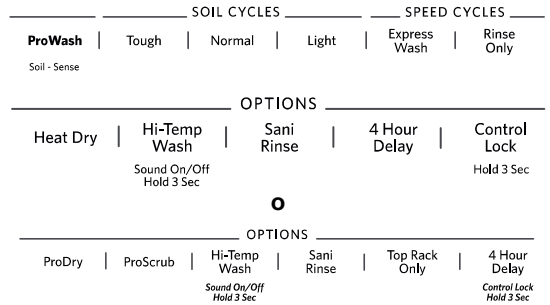 SOIL CYCLES SPEED CYCLES
ProWash | Tough | Normal | Light | Express Wash | Rinse Only
Soil - Sense
OPTIONS
Heat Dry | Hi-Temp Wash | Sani Rinse | 4 Hour Delay | Control Lock
Sound On/Off Hold 3 Sec
Hold 3 Sec
O
OPTIONS
ProDry | ProScrub | Hi-Temp Wash | Sani Rinse | Top Rack Only | 4 Hour Delay
Sound On/Off Hold 3 Sec
Control Lock Hold 3 Sec